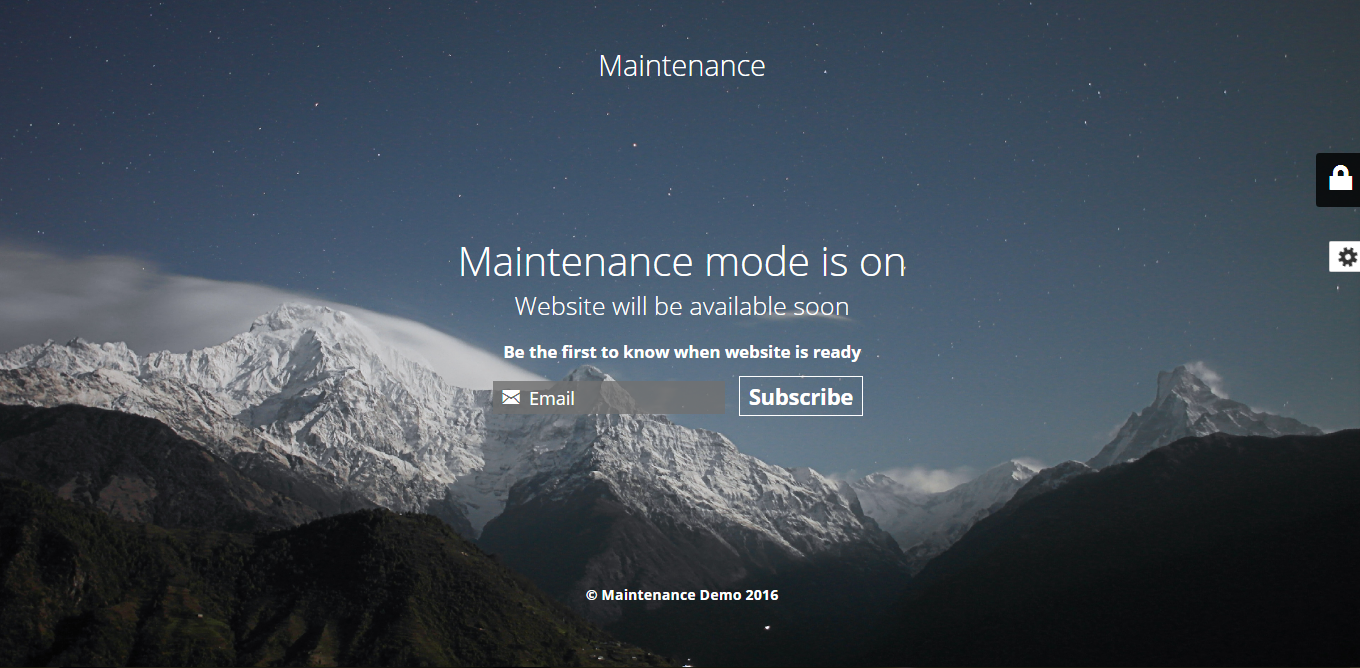 Maintenance
Maintenance mode is on
Website will be available soon
Be the first to know when website is ready
Email
Subscribe
© Maintenance Demo 2016